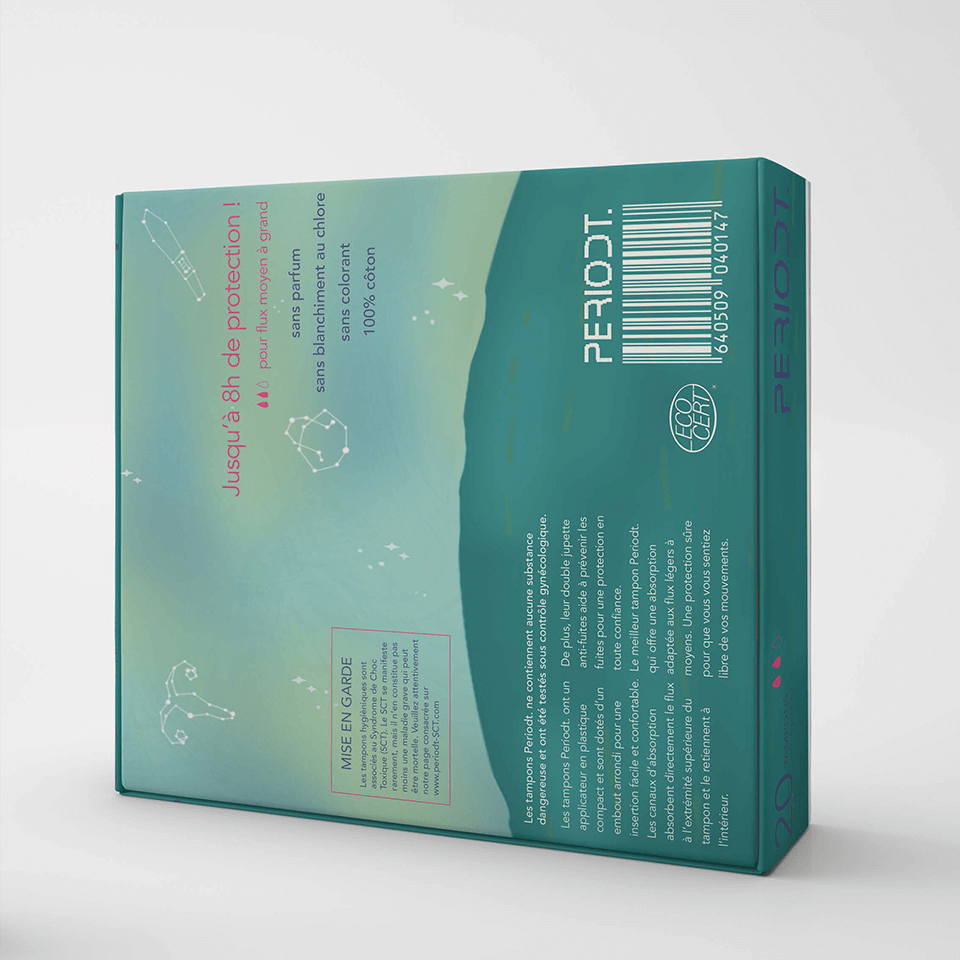 Jusqu'à 8h de protection !
pour flux moyen à grand
sans parfum
sans blanchiment au chlore
sans colorant
100% côton
MISE EN GARDE
Les tampons hygièniques sont
associés au Syndrome de Choc
Toxique (SCT). Le SCT se manifeste
rarement, mais il n'en constitue pas
moins une maladie grave qui peut
être mortelle. Veuillez attentivement
notre page consacrée sur
www.periodt-SCT.com
Les tampons Periodt. ne contiennent aucune substance
dangereuse et ont été testés sous contrôle gynécologique.
Les tampons Periodt. ont un
applicateur en plastique
compact et sont dotés d'un
embout arrondi pour une
insertion facile et confortable.
Les canaux d'absorption
absorbent directement le flux
à l'extrémité supérieure du
tampon et le retiennent à
l'intérieur.
De plus, leur double jupette
anti-fuites aide à prévenir les
fuites pour une protection en
toute confiance.
Le meilleur tampon Periodt.
qui offre une absorption
adaptée aux flux légers à
moyens. Une protection sûre
pour que vous vous sentiez
libre de vos mouvements.
ECO
CERT
PERIODT.
640509 040147
20
PERIODT.